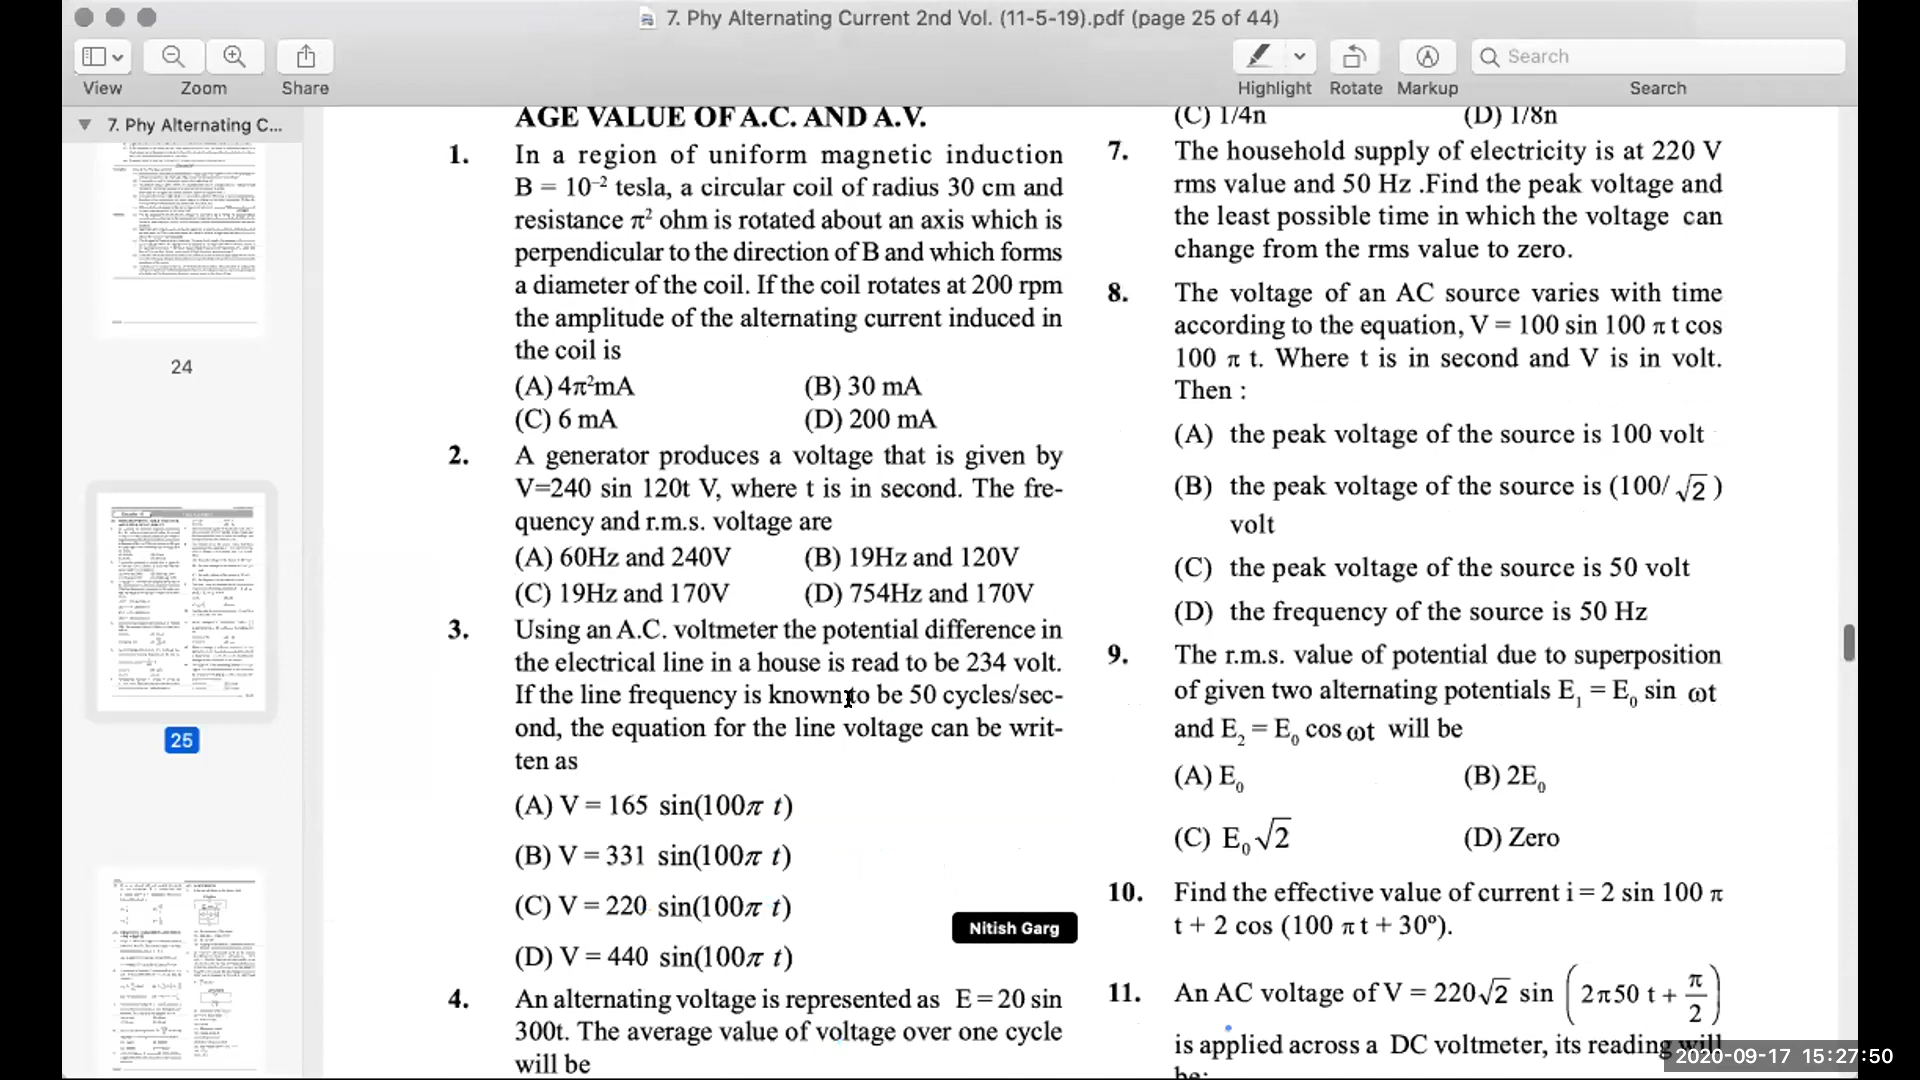 7. Phy Alternating Current 2nd Vol. (11-5-19).pdf (page 25 of 44)
View
Zoom
Share
Highlight
Rotate
Markup
Search
Search
7. Phy Alternating C...
24
25
AGE VALUE OF A.C. AND A.V.
1. In a region of uniform magnetic induction
B = 10⁻² tesla, a circular coil of radius 30 cm and
resistance π² ohm is rotated about an axis which is
perpendicular to the direction of B and which forms
a diameter of the coil. If the coil rotates at 200 rpm
the amplitude of the alternating current induced in
the coil is
(A) 4π²mA (B) 30 mA
(C) 6 mA (D) 200 mA
2. A generator produces a voltage that is given by
V=240 sin 120t V, where t is in second. The fre-
quency and r.m.s. voltage are
(A) 60Hz and 240V (B) 19Hz and 120V
(C) 19Hz and 170V (D) 754Hz and 170V
3. Using an A.C. voltmeter the potential difference in
the electrical line in a house is read to be 234 volt.
If the line frequency is known to be 50 cycles/sec-
ond, the equation for the line voltage can be writ-
ten as
(A) V = 165 sin(100π t)
(B) V = 331 sin(100π t)
(C) V = 220 sin(100π t)
(D) V = 440 sin(100π t)
4. An alternating voltage is represented as E = 20 sin
300t. The average value of voltage over one cycle
will be
(C) 1/4n (D) 1/8n
7. The household supply of electricity is at 220 V
rms value and 50 Hz .Find the peak voltage and
the least possible time in which the voltage can
change from the rms value to zero.
8. The voltage of an AC source varies with time
according to the equation, V = 100 sin 100 π t cos
100 π t. Where t is in second and V is in volt.
Then :
(A) the peak voltage of the source is 100 volt
(B) the peak voltage of the source is (100/ √2 )
volt
(C) the peak voltage of the source is 50 volt
(D) the frequency of the source is 50 Hz
9. The r.m.s. value of potential due to superposition
of given two alternating potentials E₁ = E₀ sin ωt
and E₂ = E₀ cos ωt will be
(A) E₀ (B) 2E₀
(C) E₀√2 (D) Zero
10. Find the effective value of current i = 2 sin 100 π
t + 2 cos (100 π t + 30º).
11. An AC voltage of V = 220√2 sin (2π50 t + π/2)
is applied across a DC voltmeter, its reading will
be:
Nitish Garg
2020-09-17 15:27:50